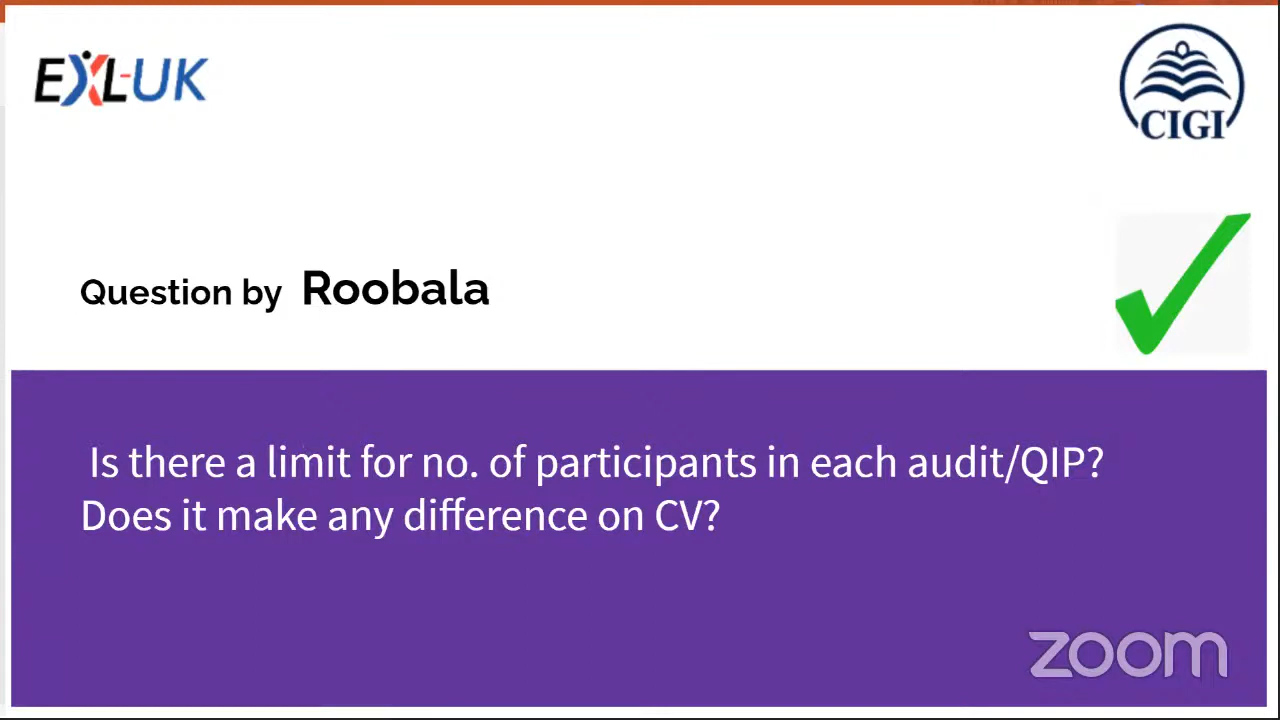 EXL-UK
CIGI
Question by Roobala
Is there a limit for no. of participants in each audit/QIP?
Does it make any difference on CV?
zoom